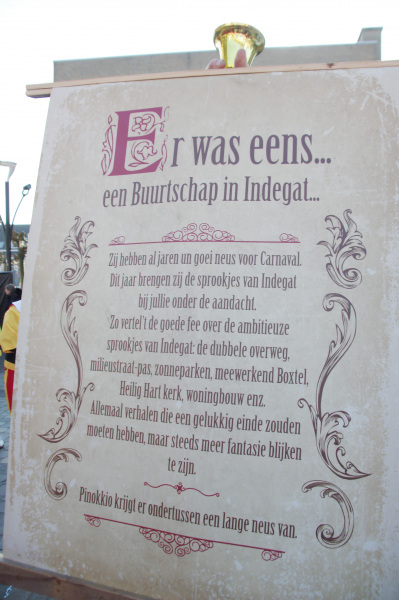 Er was eens...
een Buurtschap in Indegat...
Zij hebben al jaren un goei neus voor Carnaval.
Dit jaar brengen zij de sprookjes van Indegat
bij jullie onder de aandacht.
Zo vertel't de goede fee over de ambitieuze
sprookjes van Indegat: de dubbele overweg,
milieustraat-pas, zonneparken, meewerkend Boxtel,
Heilig Hart kerk, woningbouw enz.
Allemaal verhalen die een gelukkig einde zouden
moeten hebben, maar steeds meer fantasie blijken
te zijn.
Pinokkio krijgt er ondertussen een lange neus van.